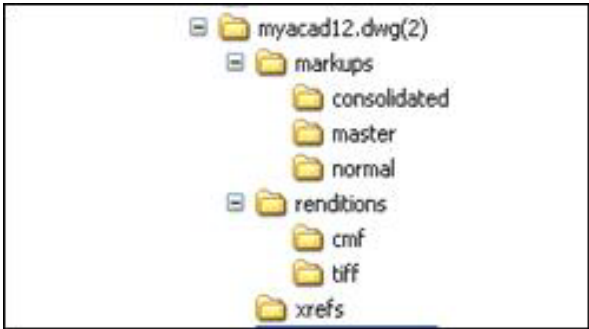 myacad12.dwg(2)
markups
consolidated
master
normal
renditions
cmf
tiff
xrefs